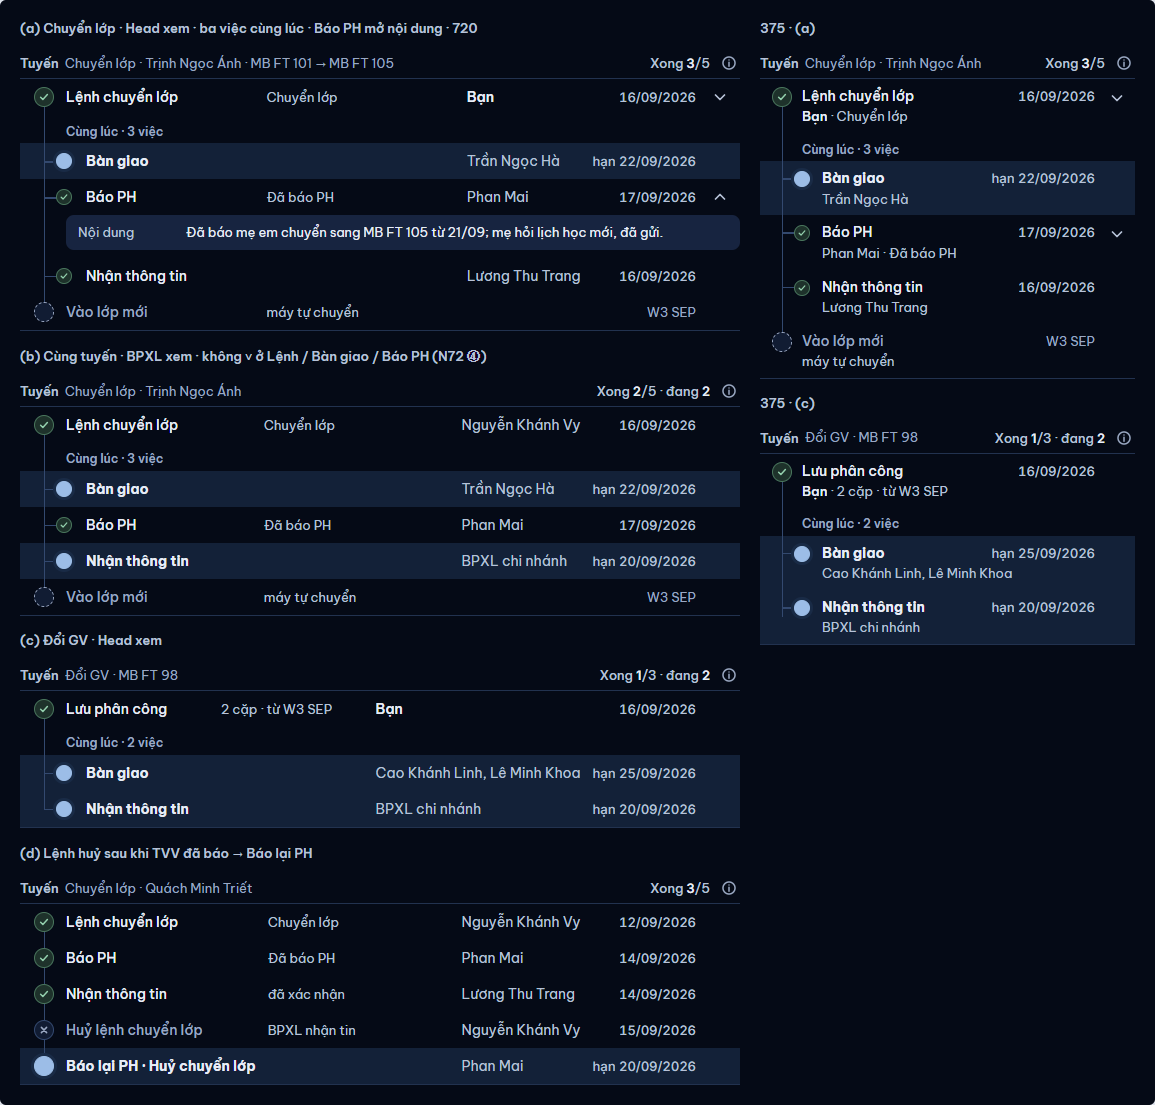 (a) Chuyển lớp · Head xem · ba việc cùng lúc · Báo PH mở nội dung · 720
Tuyến Chuyển lớp · Trịnh Ngọc Ánh · MB FT 101 → MB FT 105 Xong 3/5
Lệnh chuyển lớp Chuyển lớp Bạn 16/09/2026
Cùng lúc · 3 việc
Bàn giao Trần Ngọc Hà hạn 22/09/2026
Báo PH Đã báo PH Phan Mai 17/09/2026
Nội dung Đã báo mẹ em chuyển sang MB FT 105 từ 21/09; mẹ hỏi lịch học mới, đã gửi.
Nhận thông tin Lương Thu Trang 16/09/2026
Vào lớp mới máy tự chuyển W3 SEP
(b) Cùng tuyến · BPXL xem · không ˅ ở Lệnh / Bàn giao / Báo PH (N72 ④)
Tuyến Chuyển lớp · Trịnh Ngọc Ánh Xong 2/5 · đang 2
Lệnh chuyển lớp Chuyển lớp Nguyễn Khánh Vy 16/09/2026
Cùng lúc · 3 việc
Bàn giao Trần Ngọc Hà hạn 22/09/2026
Báo PH Đã báo PH Phan Mai 17/09/2026
Nhận thông tin BPXL chi nhánh hạn 20/09/2026
Vào lớp mới máy tự chuyển W3 SEP
(c) Đổi GV · Head xem
Tuyến Đổi GV · MB FT 98 Xong 1/3 · đang 2
Lưu phân công 2 cặp · từ W3 SEP Bạn 16/09/2026
Cùng lúc · 2 việc
Bàn giao Cao Khánh Linh, Lê Minh Khoa hạn 25/09/2026
Nhận thông tin BPXL chi nhánh hạn 20/09/2026
(d) Lệnh huỷ sau khi TVV đã báo → Báo lại PH
Tuyến Chuyển lớp · Quách Minh Triết Xong 3/5
Lệnh chuyển lớp Chuyển lớp Nguyễn Khánh Vy 12/09/2026
Báo PH Đã báo PH Phan Mai 14/09/2026
Nhận thông tin đã xác nhận Lương Thu Trang 14/09/2026
Huỷ lệnh chuyển lớp BPXL nhận tin Nguyễn Khánh Vy 15/09/2026
Báo lại PH · Huỷ chuyển lớp Phan Mai hạn 20/09/2026
375 · (a)
Tuyến Chuyển lớp · Trịnh Ngọc Ánh Xong 3/5
Lệnh chuyển lớp 16/09/2026
Bạn · Chuyển lớp
Cùng lúc · 3 việc
Bàn giao hạn 22/09/2026
Trần Ngọc Hà
Báo PH 17/09/2026
Phan Mai · Đã báo PH
Nhận thông tin 16/09/2026
Lương Thu Trang
Vào lớp mới W3 SEP
máy tự chuyển
375 · (c)
Tuyến Đổi GV · MB FT 98 Xong 1/3 · đang 2
Lưu phân công 16/09/2026
Bạn · 2 cặp · từ W3 SEP
Cùng lúc · 2 việc
Bàn giao hạn 25/09/2026
Cao Khánh Linh, Lê Minh Khoa
Nhận thông tin hạn 20/09/2026
BPXL chi nhánh